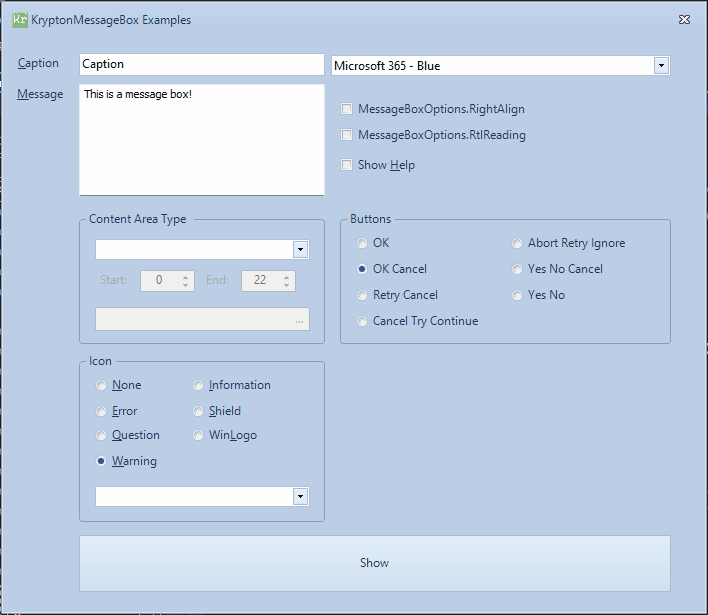 Kr KryptonMessageBox Examples
Caption Caption Microsoft 365 - Blue
Message This is a message box!
MessageBoxOptions.RightAlign
MessageBoxOptions.RtlReading
Show Help
Content Area Type
Start: 0 End: 22
...
Buttons
OK Abort Retry Ignore
OK Cancel Yes No Cancel
Retry Cancel Yes No
Cancel Try Continue
Icon
None Information
Error Shield
Question WinLogo
Warning
Show